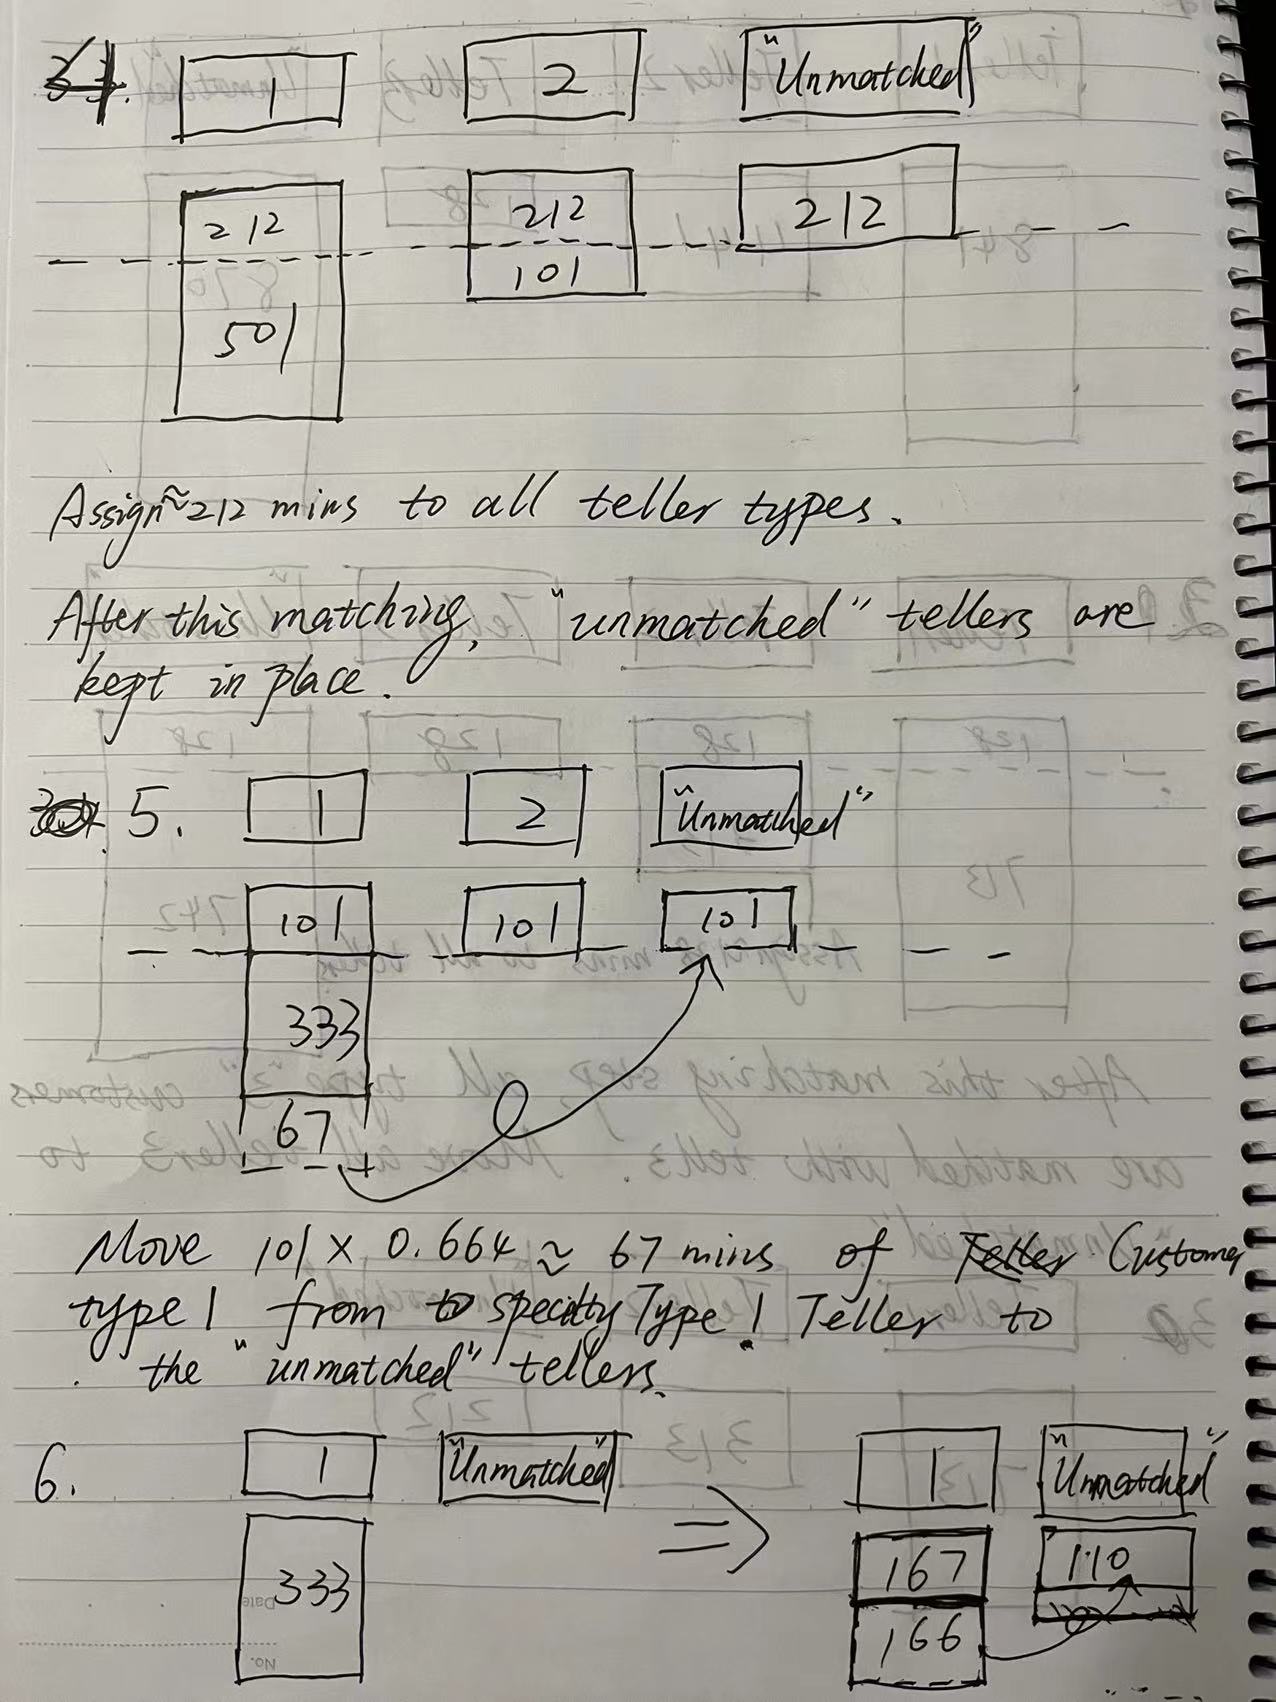 4. 1 2 "Unmatched"
212 212 212
101
501
Assign ≈ 212 mins to all teller types.
After this matching, "unmatched" tellers are
kept in place.
5. 1 2 "Unmatched"
101 101 101
333
67
Move 101 x 0.664 ≈ 67 mins of Teller Customer
type 1 from to specilty Type 1 Teller to
the "unmatched" tellers.
6. 1 "Unmatched" => 1 "Unmatched"
333 167 110
166
Date
No.